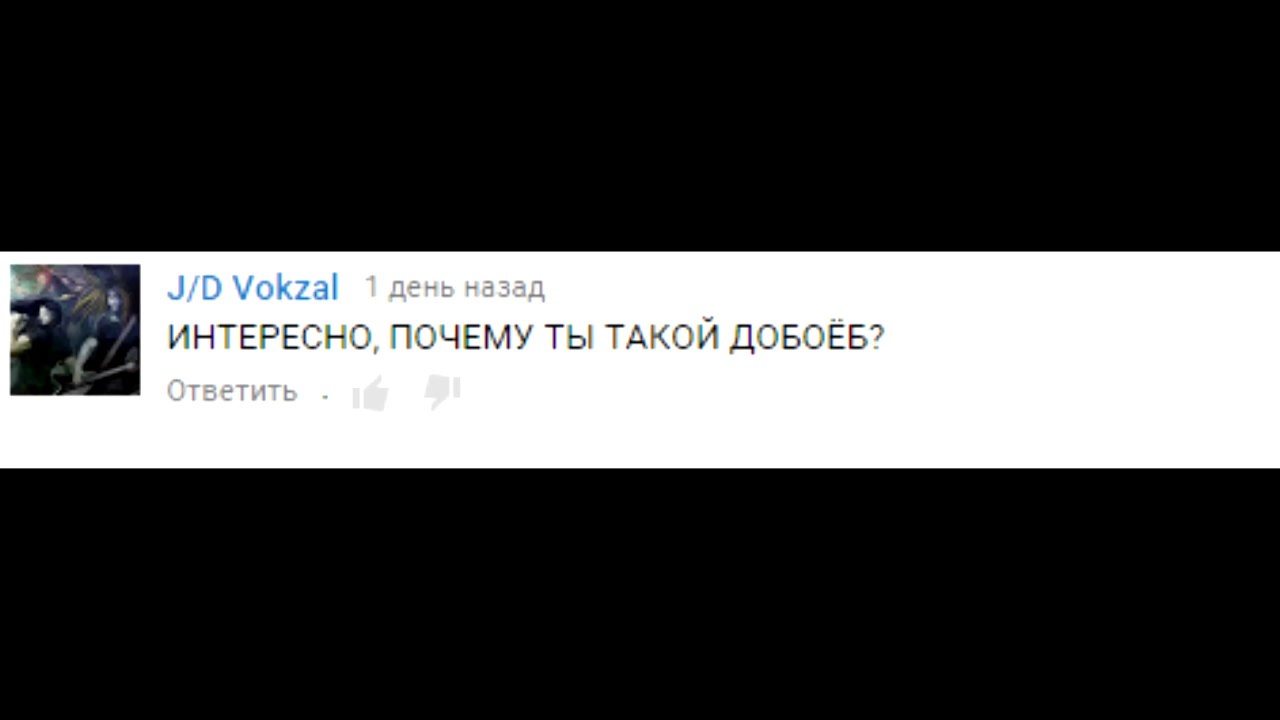 J/D Vokzal 1 день назад
ИНТЕРЕСНО, ПОЧЕМУ ТЫ ТАКОЙ ДОБОЁБ?
Ответить